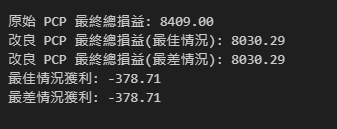 原始 PCP 最終總損益: 8409.00
改良 PCP 最終總損益(最佳情況): 8030.29
改良 PCP 最終總損益(最差情況): 8030.29
最佳情況獲利: -378.71
最差情況獲利: -378.71